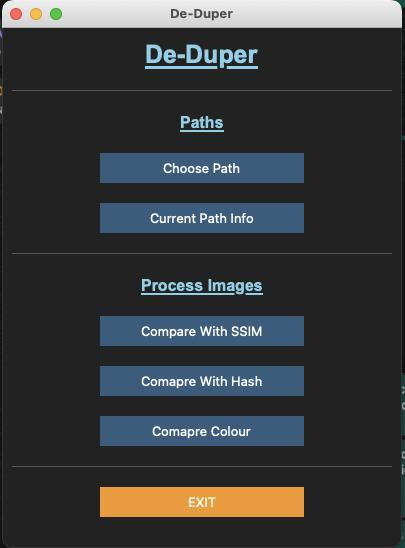 De-Duper
De-Duper
Paths
Choose Path
Current Path Info
Process Images
Compare With SSIM
Comapre With Hash
Comapre Colour
EXIT